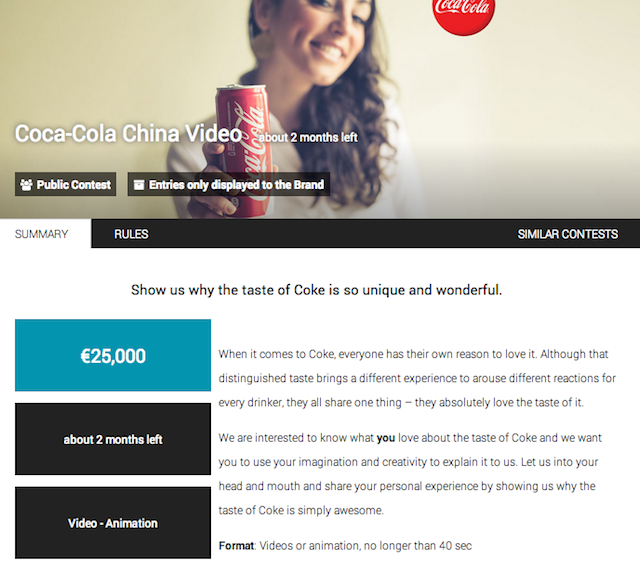 Coca-Cola
Coca-Cola China Video about 2 months left
Public Contest Entries only displayed to the Brand
SUMMARY RULES SIMILAR CONTESTS
Show us why the taste of Coke is so unique and wonderful.
€25,000
about 2 months left
Video - Animation
When it comes to Coke, everyone has their own reason to love it. Although that
distinguished taste brings a different experience to arouse different reactions for
every drinker, they all share one thing – they absolutely love the taste of it.
We are interested to know what you love about the taste of Coke and we want
you to use your imagination and creativity to explain it to us. Let us into your
head and mouth and share your personal experience by showing us why the
taste of Coke is simply awesome.
Format: Videos or animation, no longer than 40 sec